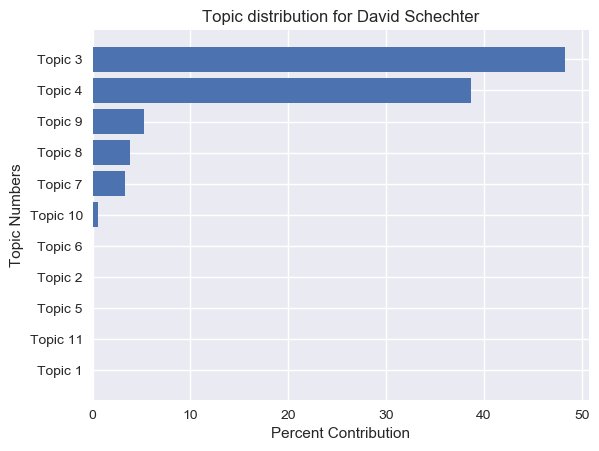 Topic distribution for David Schechter
Topic 3
Topic 4
Topic 9
Topic 8
Topic 7
Topic 10
Topic 6
Topic 2
Topic 5
Topic 11
Topic 1
Topic Numbers
0 10 20 30 40 50
Percent Contribution